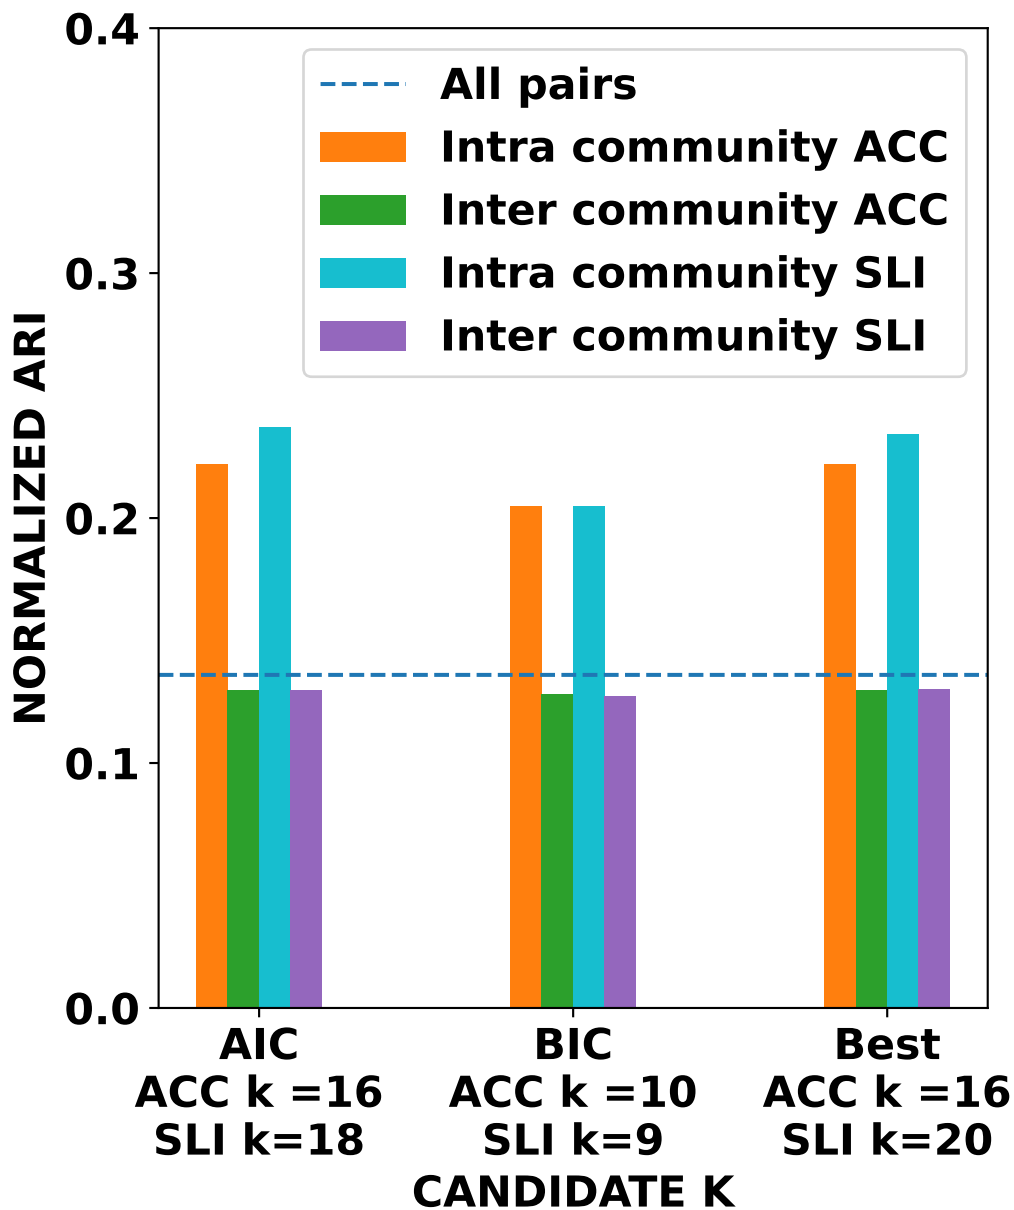 0.4
0.3
0.2
0.1
0.0
NORMALIZED ARI
All pairs
Intra community ACC
Inter community ACC
Intra community SLI
Inter community SLI
AIC
ACC k =16
SLI k=18
BIC
ACC k =10
SLI k=9
Best
ACC k =16
SLI k=20
CANDIDATE K